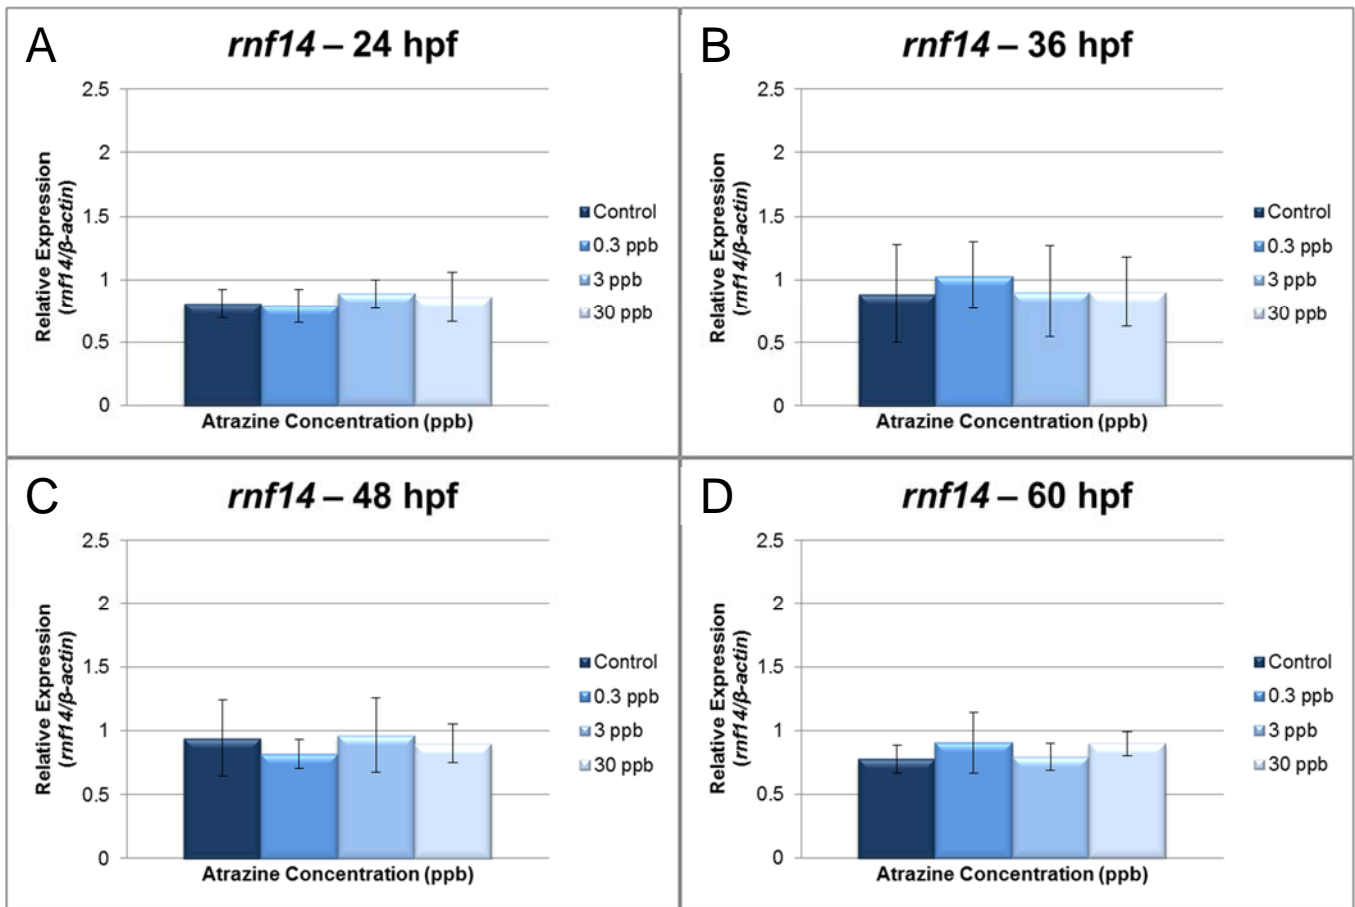 A
rnf14 – 24 hpf
2.5
2
1.5
1
0.5
0
Relative Expression
(rnf14/β-actin)
Atrazine Concentration (ppb)
Control
0.3 ppb
3 ppb
30 ppb
B
rnf14 – 36 hpf
2.5
2
1.5
1
0.5
0
Relative Expression
(rnf14/β-actin)
Atrazine Concentration (ppb)
Control
0.3 ppb
3 ppb
30 ppb
C
rnf14 – 48 hpf
2.5
2
1.5
1
0.5
0
Relative Expression
(rnf14/β-actin)
Atrazine Concentration (ppb)
Control
0.3 ppb
3 ppb
30 ppb
D
rnf14 – 60 hpf
2.5
2
1.5
1
0.5
0
Relative Expression
(rnf14/β-actin)
Atrazine Concentration (ppb)
Control
0.3 ppb
3 ppb
30 ppb